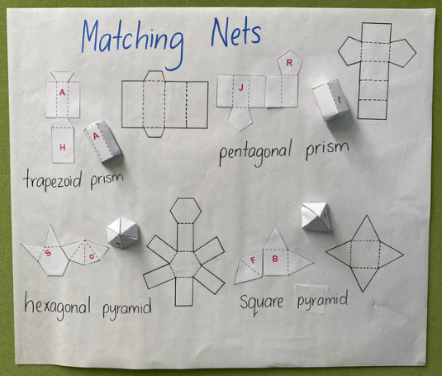 Matching Nets
A
H
A
trapezoid prism
J
R
r
pentagonal prism
S
c
hexagonal pyramid
F
B
square pyramid